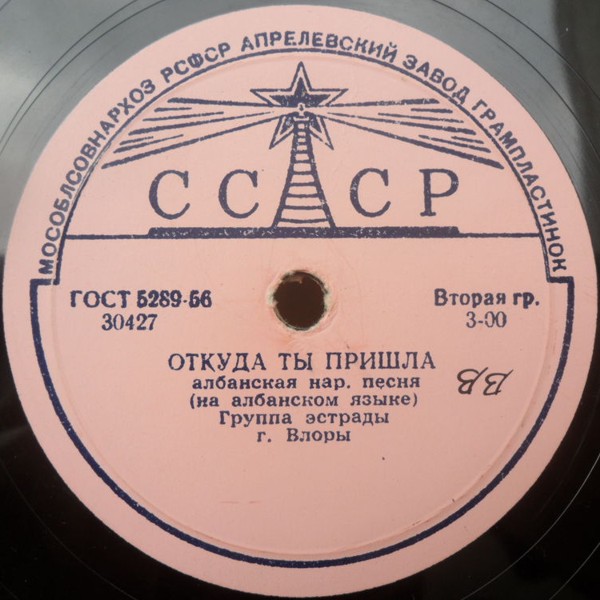 МОСОБЛСОВНАРХОЗ РСФСР АПРЕЛЕВСКИЙ ЗАВОД ГРАМПЛАСТИНОК
СССР
ГОСТ 5289-56
30427
Вторая гр.
3-00
ОТКУДА ТЫ ПРИШЛА
албанская нар. песня
(на албанском языке)
Группа эстрады
г. Влоры
ВВ